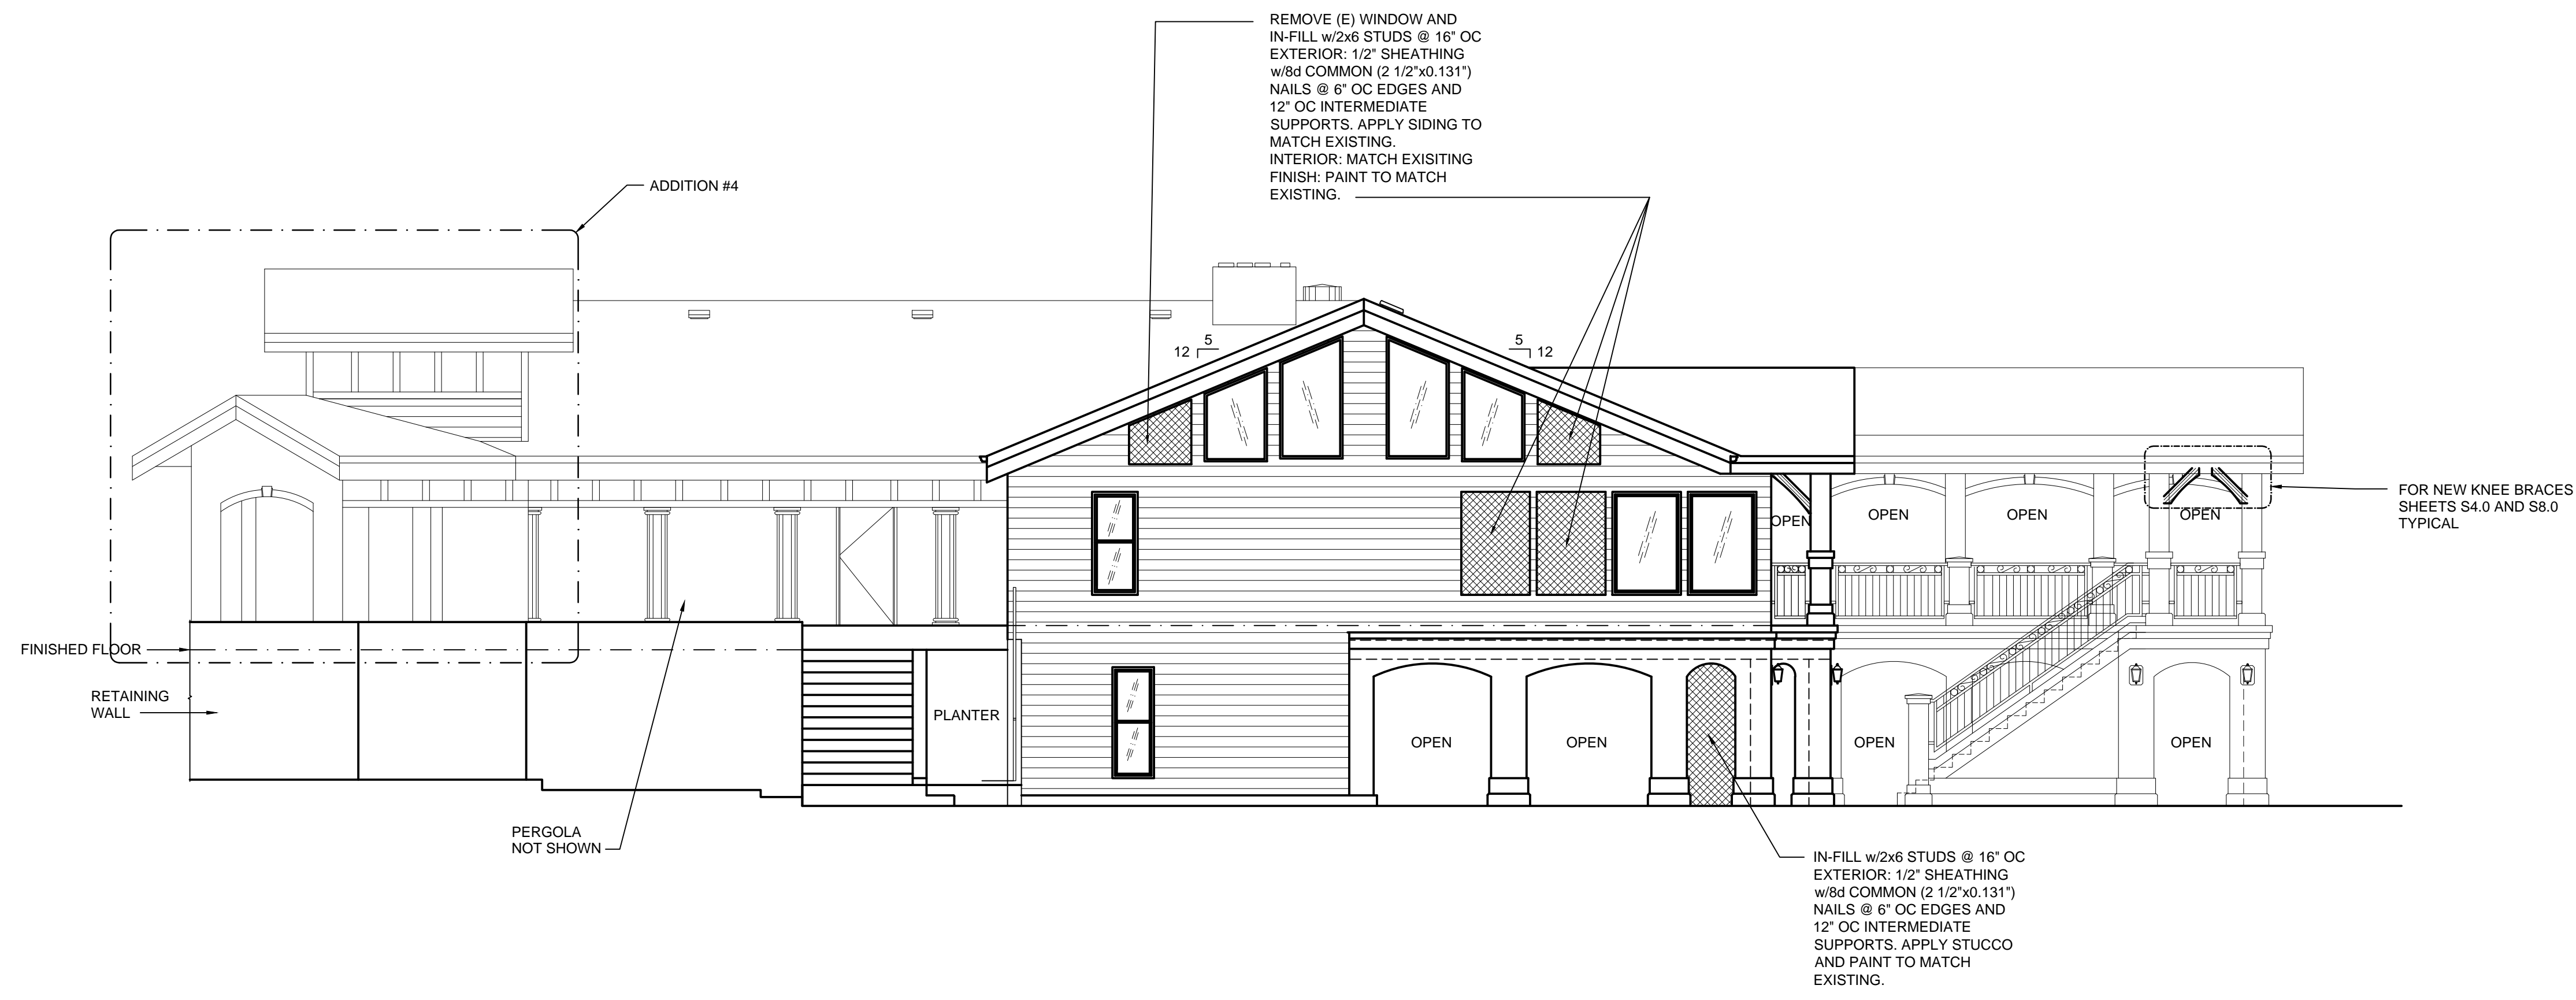 REMOVE (E) WINDOW AND
IN-FILL w/2x6 STUDS @ 16" OC
EXTERIOR: 1/2" SHEATHING
w/8d COMMON (2 1/2"x0.131")
NAILS @ 6" OC EDGES AND
12" OC INTERMEDIATE
SUPPORTS. APPLY SIDING TO
MATCH EXISTING.
INTERIOR: MATCH EXISITING
FINISH: PAINT TO MATCH
EXISTING.
ADDITION #4
5
12
5
12
FOR NEW KNEE BRACES
SHEETS S4.0 AND S8.0
TYPICAL
OPEN
OPEN
OPEN
OPEN
FINISHED FLOOR
RETAINING
WALL
PLANTER
OPEN
OPEN
OPEN
OPEN
PERGOLA
NOT SHOWN
IN-FILL w/2x6 STUDS @ 16" OC
EXTERIOR: 1/2" SHEATHING
w/8d COMMON (2 1/2"x0.131")
NAILS @ 6" OC EDGES AND
12" OC INTERMEDIATE
SUPPORTS. APPLY STUCCO
AND PAINT TO MATCH
EXISTING.